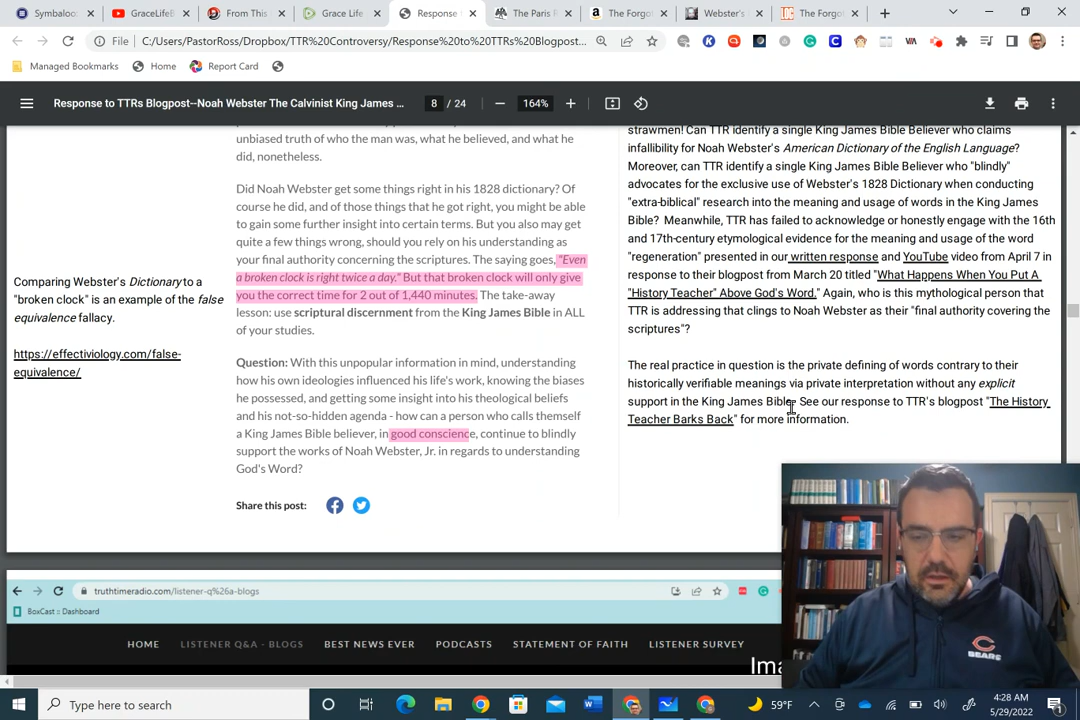 Symbaloo
GraceLifeB
From This
Grace Life
Response
The Paris R
The Forgo
Webster's
The Forgo
File
C:/Users/PastorRoss/Dropbox/TTR%20Controversy/Response%20to%20TTRs%20Blogpost...
Managed Bookmarks
Home
Report Card
Response to TTRs Blogpost--Noah Webster The Calvinist King James ...
8 / 24
164%
unbiased truth of who the man was, what he believed, and what he
did, nonetheless.
Did Noah Webster get some things right in his 1828 dictionary? Of
course he did, and of those things that he got right, you might be able
to gain some further insight into certain terms. But you also may get
quite a few things wrong, should you rely on his understanding as
your final authority concerning the scriptures. The saying goes, "Even
a broken clock is right twice a day." But that broken clock will only give
you the correct time for 2 out of 1,440 minutes. The take-away
lesson: use scriptural discernment from the King James Bible in ALL
of your studies.
Question: With this unpopular information in mind, understanding
how his own ideologies influenced his life's work, knowing the biases
he possessed, and getting some insight into his theological beliefs
and his not-so-hidden agenda - how can a person who calls themself
a King James Bible believer, in good conscience, continue to blindly
support the works of Noah Webster, Jr. in regards to understanding
God's Word?
Share this post:
Comparing Webster's Dictionary to a
"broken clock" is an example of the false
equivalence fallacy.
https://effectiviology.com/false-
equivalence/
strawmen! Can TTR identify a single King James Bible Believer who claims
infallibility for Noah Webster's American Dictionary of the English Language?
Moreover, can TTR identify a single King James Bible Believer who "blindly"
advocates for the exclusive use of Webster's 1828 Dictionary when conducting
"extra-biblical" research into the meaning and usage of words in the King James
Bible? Meanwhile, TTR has failed to acknowledge or honestly engage with the 16th
and 17th-century etymological evidence for the meaning and usage of the word
"regeneration" presented in our written response and YouTube video from April 7 in
response to their blogpost from March 20 titled "What Happens When You Put A
"History Teacher" Above God's Word." Again, who is this mythological person that
TTR is addressing that clings to Noah Webster as their "final authority covering the
scriptures"?
The real practice in question is the private defining of words contrary to their
historically verifiable meanings via private interpretation without any explicit
support in the King James Bible. See our response to TTR's blogpost "The History
Teacher Barks Back" for more information.
truthtimeradio.com/listener-q%26a-blogs
BoxCast :: Dashboard
HOME
LISTENER Q&A - BLOGS
BEST NEWS EVER
PODCASTS
STATEMENT OF FAITH
LISTENER SURVEY
BEARS
Type here to search
59°F
4:28 AM
5/29/2022